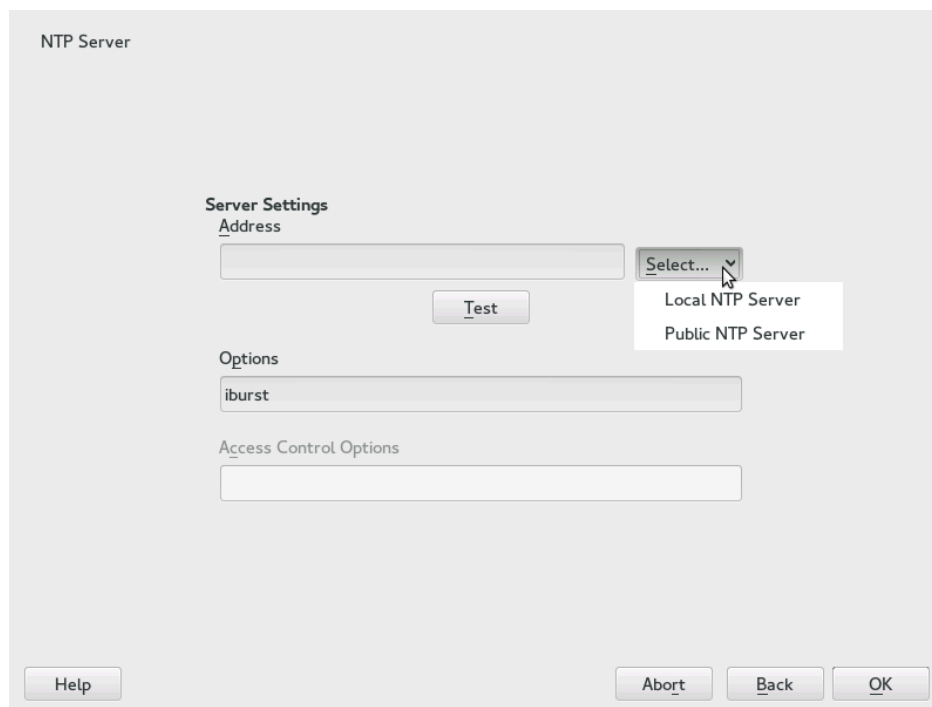 NTP Server
Server Settings
Address
Select...
Local NTP Server
Public NTP Server
Test
Options
iburst
Access Control Options
Help
Abort
Back
OK